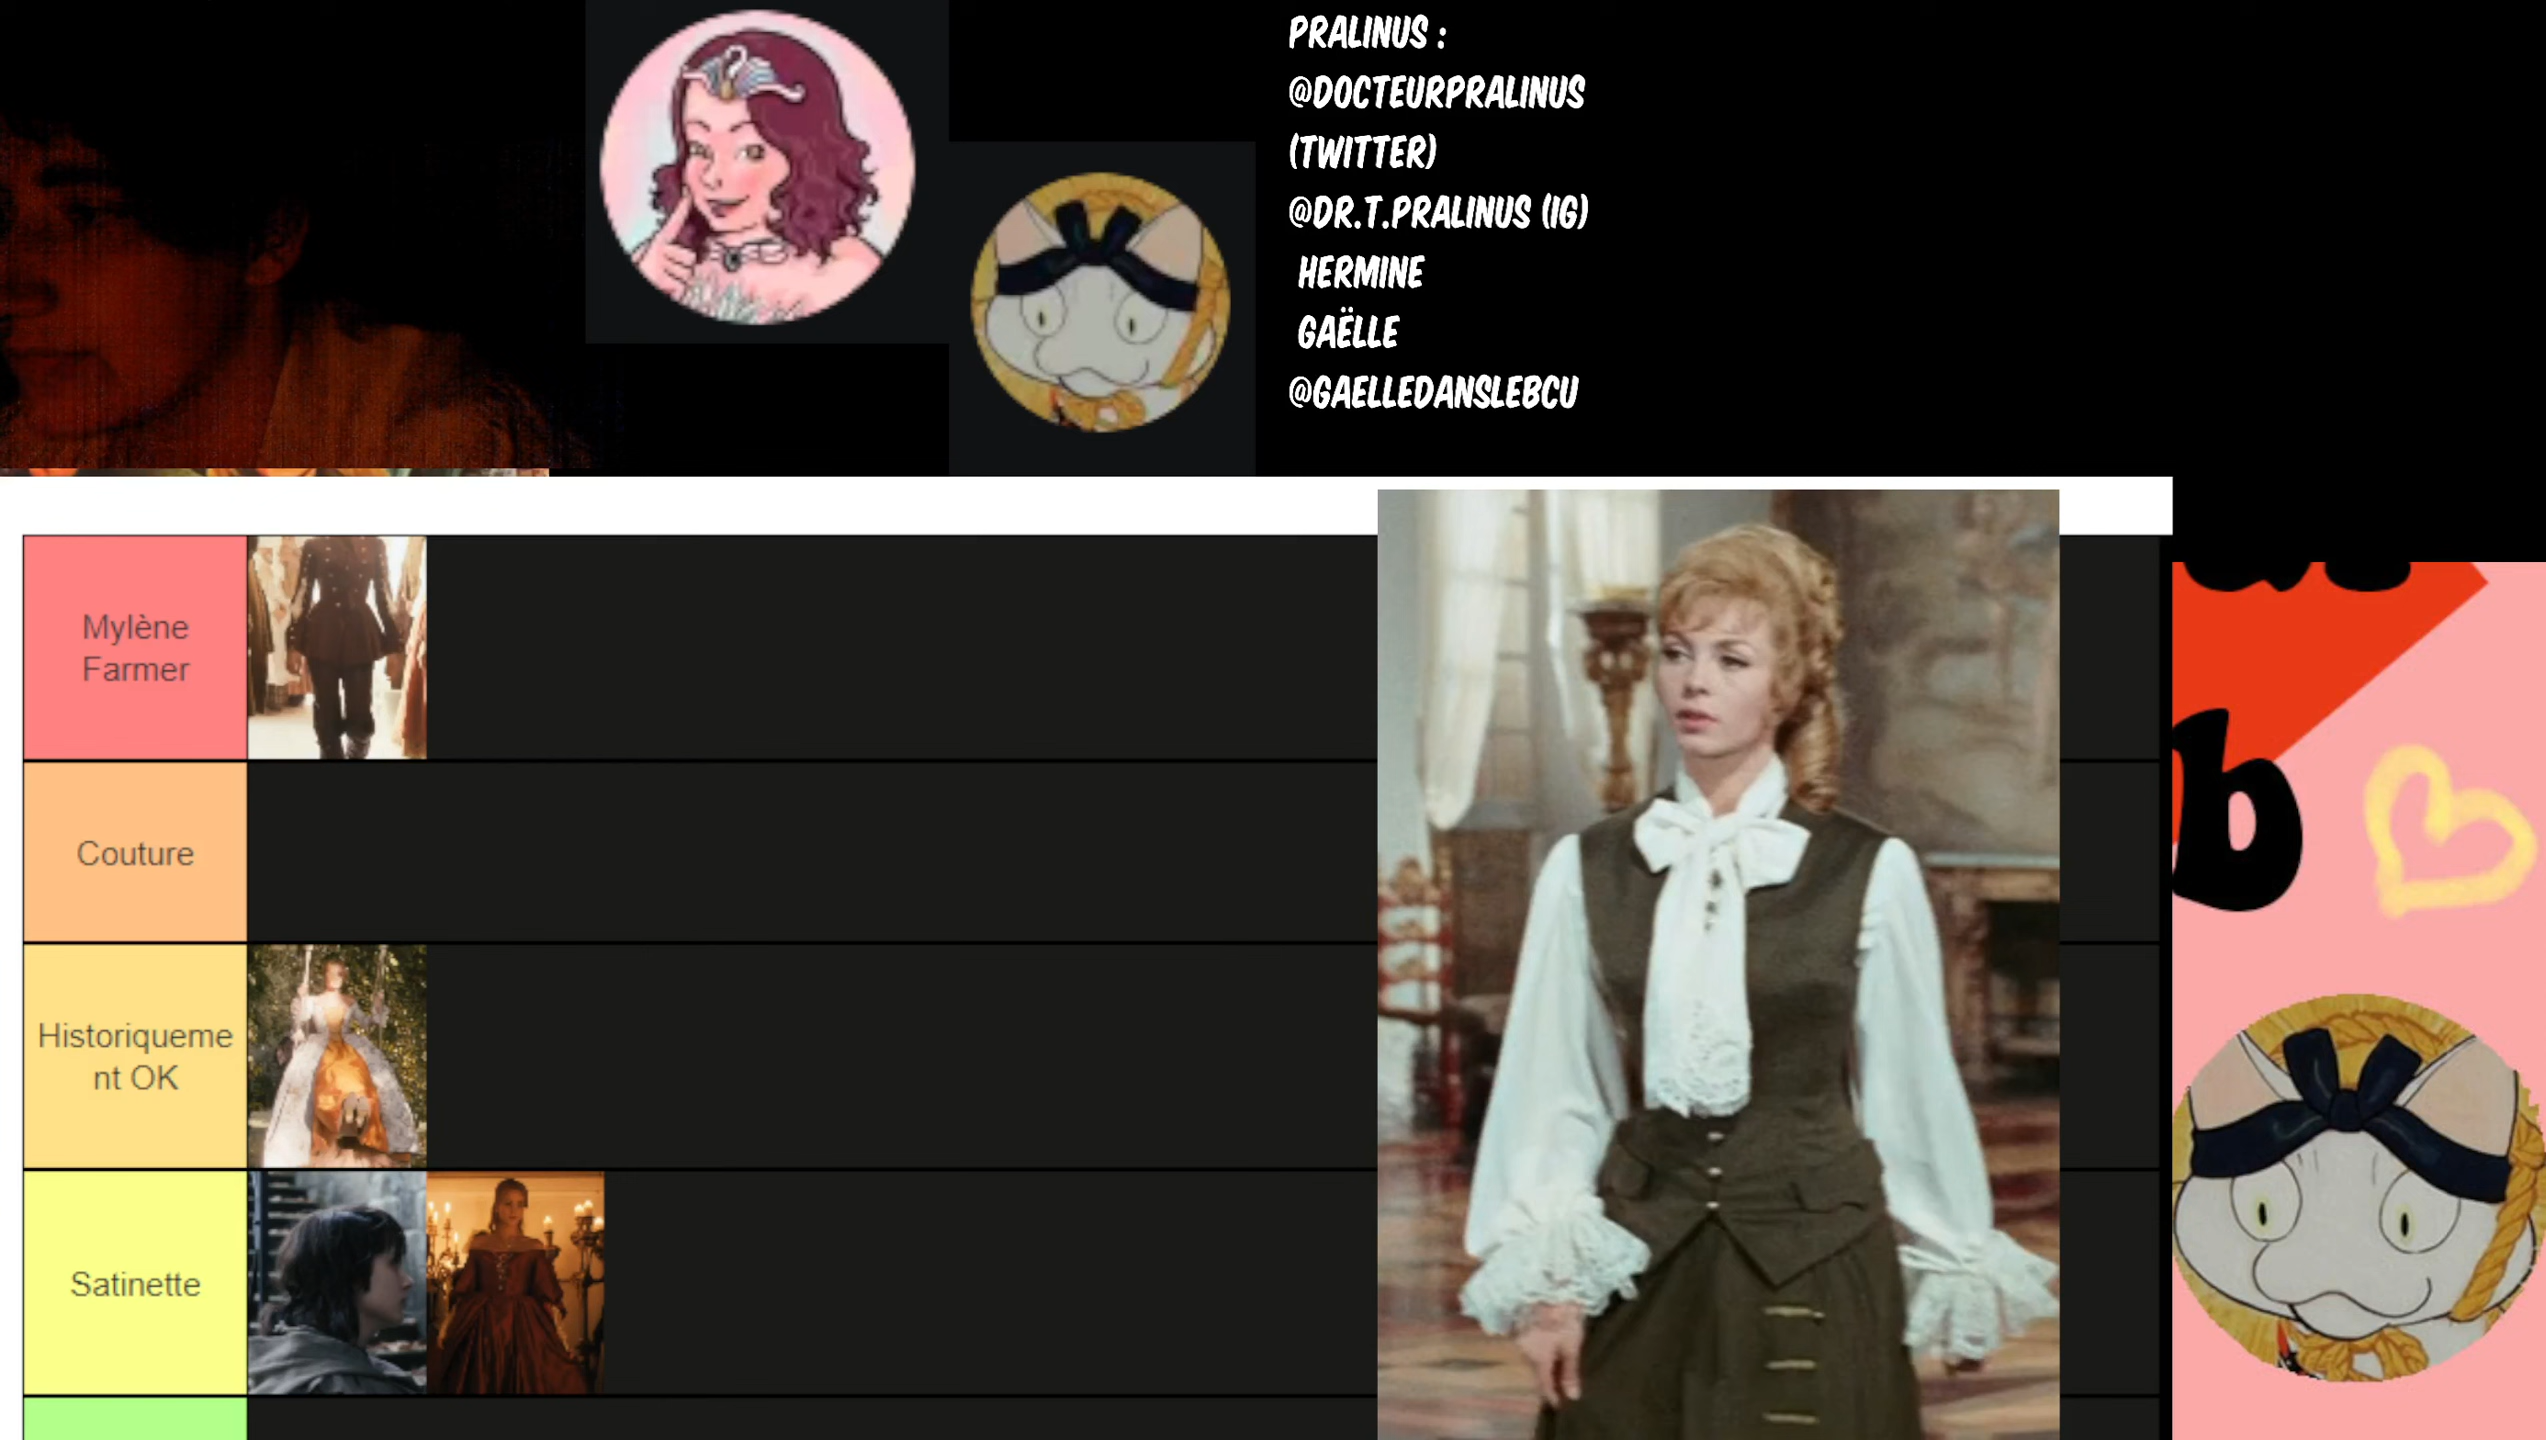 PRALINUS :
@DOCTEURPRALINUS
(TWITTER)
@DR.T.PRALINUS (IG)
HERMINE
GAËLLE
@GAELLEDANSLEBCU
Mylène
Farmer
Couture
Historiqueme
nt OK
Satinette
b